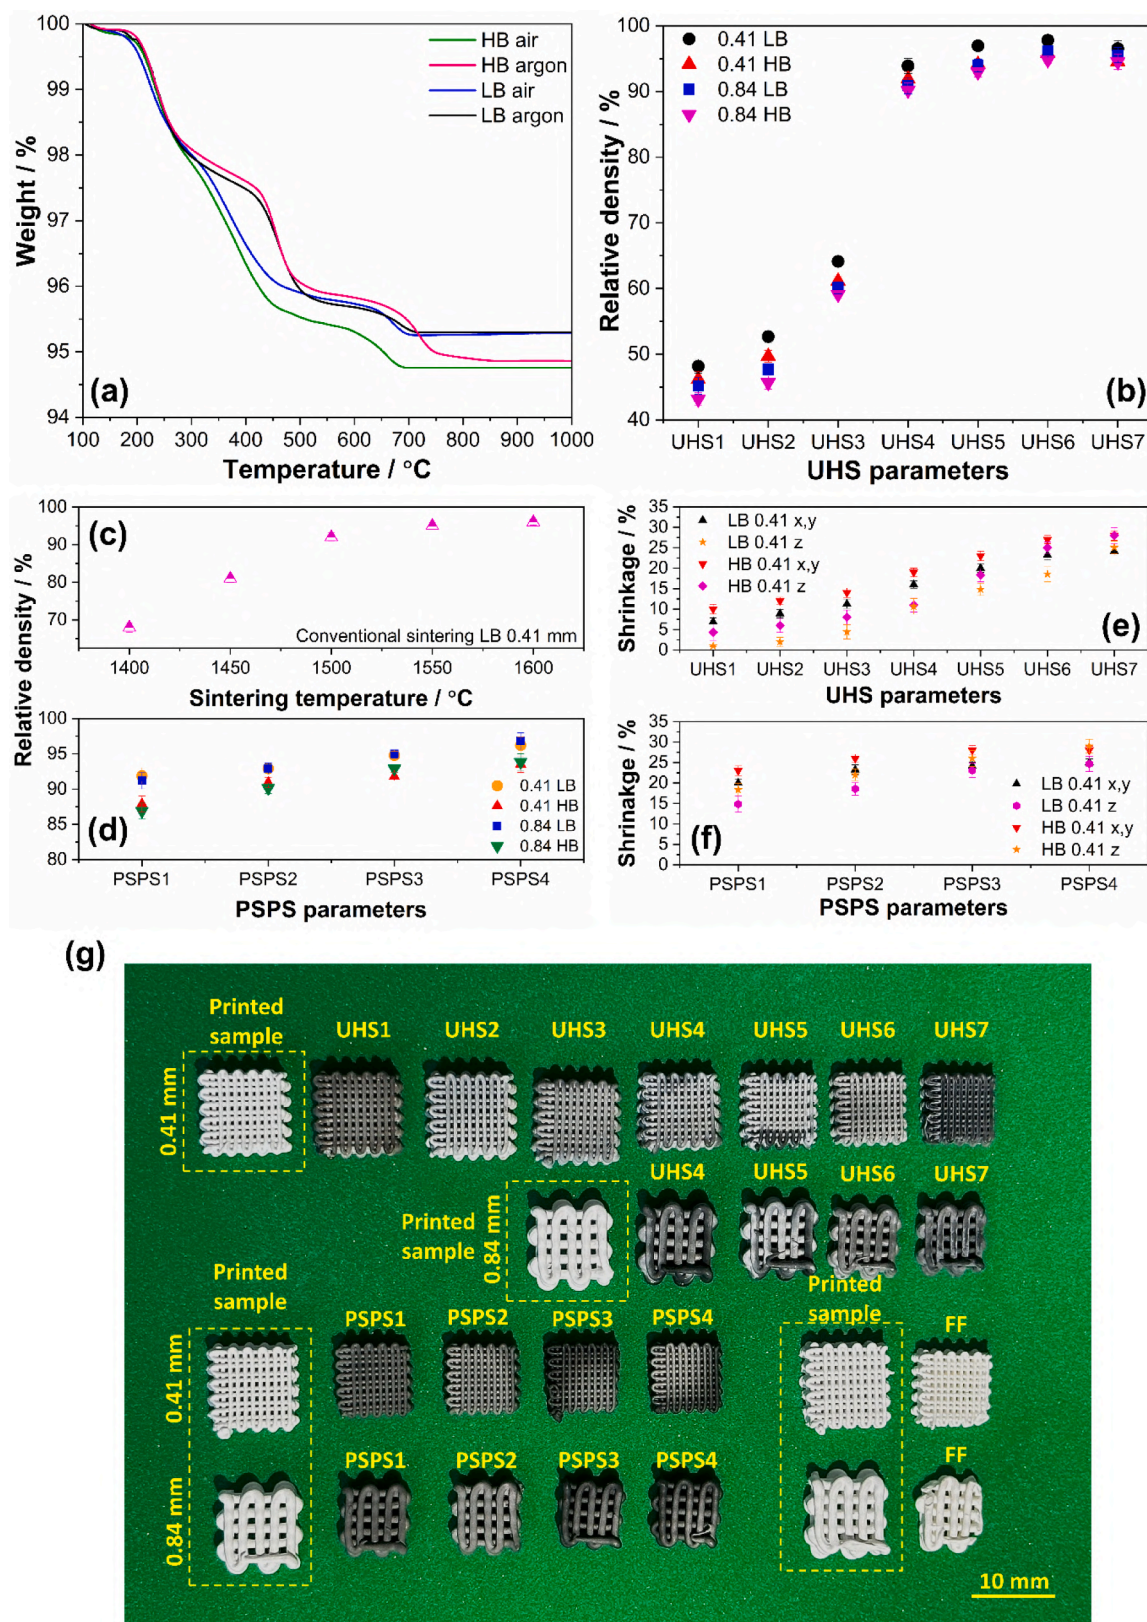 100
99
98
97
96
95
94
Weight / %
HB air
HB argon
LB air
LB argon
(a)
100 200 300 400 500 600 700 800 900 1000
Temperature / °C
100
90
80
70
60
50
40
Relative density / %
0.41 LB
0.41 HB
0.84 LB
0.84 HB
(b)
UHS1 UHS2 UHS3 UHS4 UHS5 UHS6 UHS7
UHS parameters
100
90
80
70
(c)
Conventional sintering LB 0.41 mm
1400 1450 1500 1550 1600
Sintering temperature / °C
Relative density / %
100
95
90
85
80
(d)
0.41 LB
0.41 HB
0.84 LB
0.84 HB
PSPS1 PSPS2 PSPS3 PSPS4
PSPS parameters
35
30
25
20
15
10
5
0
Shrinkage / %
LB 0.41 x,y
LB 0.41 z
HB 0.41 x,y
HB 0.41 z
(e)
UHS1 UHS2 UHS3 UHS4 UHS5 UHS6 UHS7
UHS parameters
35
30
25
20
15
10
5
0
Shrinakge / %
LB 0.41 x,y
LB 0.41 z
HB 0.41 x,y
HB 0.41 z
(f)
PSPS1 PSPS2 PSPS3 PSPS4
PSPS parameters
(g)
Printed
sample
UHS1 UHS2 UHS3 UHS4 UHS5 UHS6 UHS7
0.41 mm
UHS4 UHS5 UHS6 UHS7
Printed
sample
0.84 mm
Printed
sample
Printed
sample
PSPS1 PSPS2 PSPS3 PSPS4
FF
0.41 mm
PSPS1 PSPS2 PSPS3 PSPS4
FF
0.84 mm
10 mm